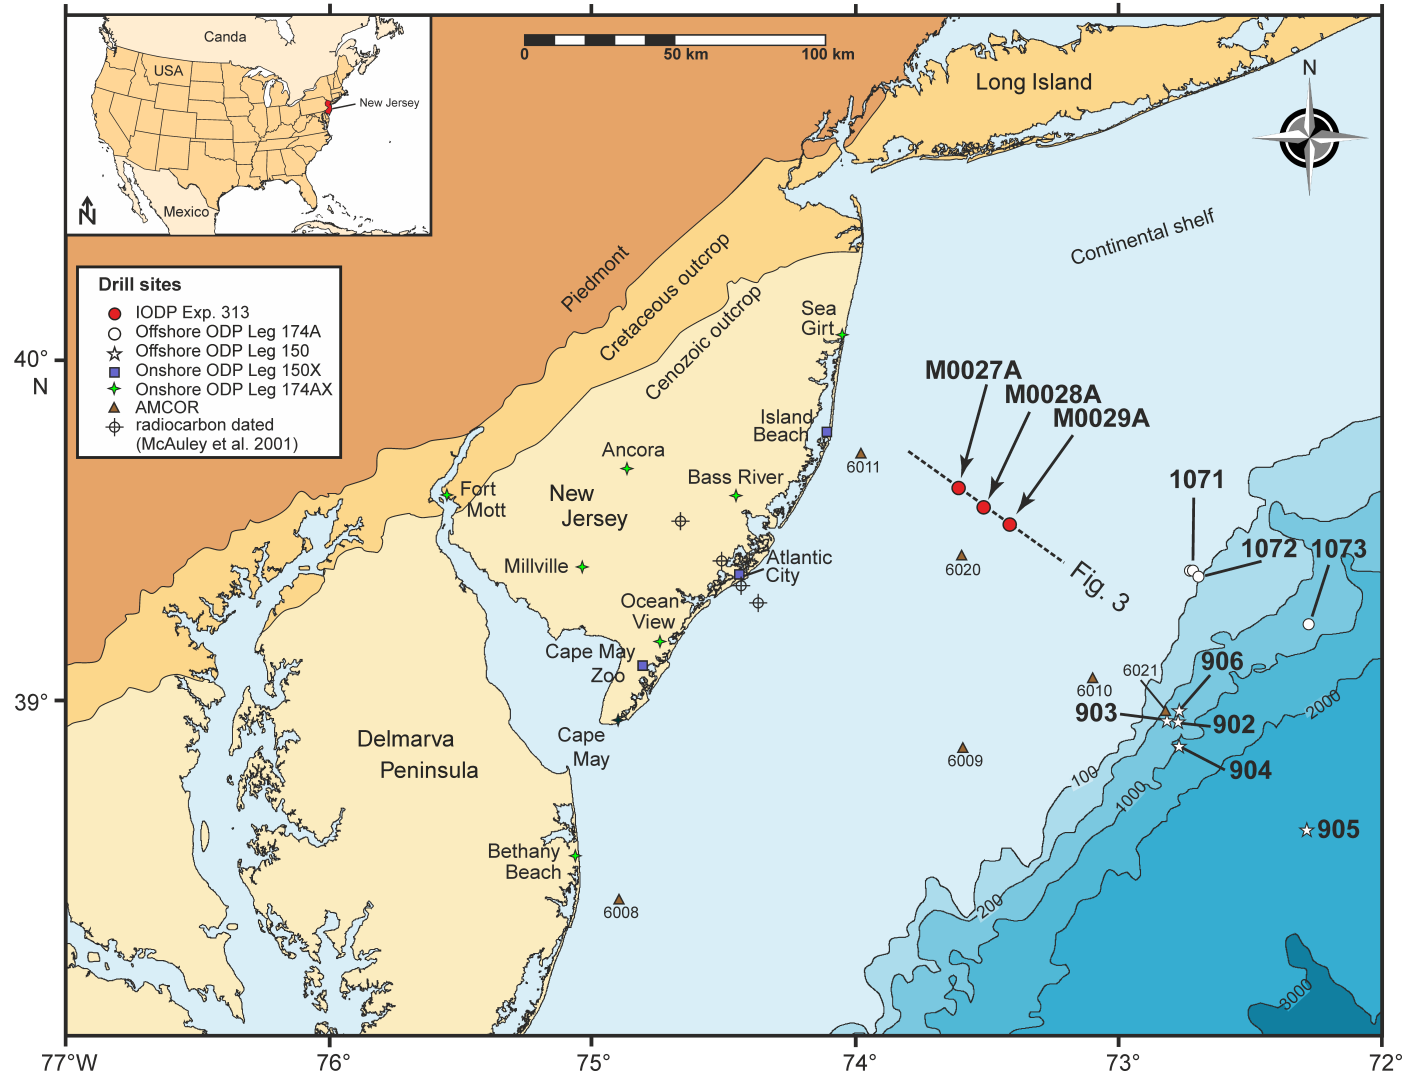 Canda
USA
New Jersey
Mexico
N
0
50 km
100 km
Long Island
N
Continental shelf
Piedmont
Cretaceous outcrop
Cenozoic outcrop
Drill sites
IODP Exp. 313
Offshore ODP Leg 174A
Offshore ODP Leg 150
Onshore ODP Leg 150X
Onshore ODP Leg 174AX
AMCOR
radiocarbon dated
(McAuley et al. 2001)
40°
N
39°
Sea
Girt
Island
Beach
Ancora
Bass River
Fort
Mott
New
Jersey
Millville
Atlantic
City
Ocean
View
Cape May
Zoo
Cape
May
Delmarva
Peninsula
Bethany
Beach
6011
6020
6010
6021
6009
6008
M0027A
M0028A
M0029A
Fig. 3
1071
1072
1073
906
903
902
904
905
100
200
1000
2000
3000
77°W
76°
75°
74°
73°
72°